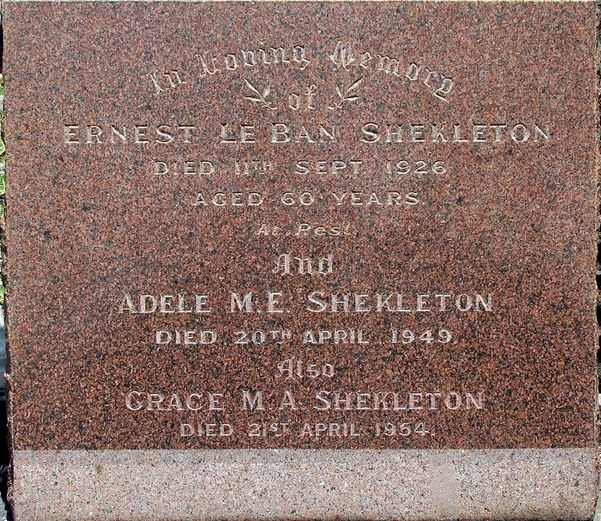 In Loving Memory
of
ERNEST LE BAN SHEKLETON
DIED 11TH SEPT 1926
AGED 60 YEARS.
At Rest.
And
ADELE M.E. SHEKLETON
DIED 20TH APRIL 1949.
Also
GRACE M.A. SHEKLETON
DIED 21ST APRIL 1954.